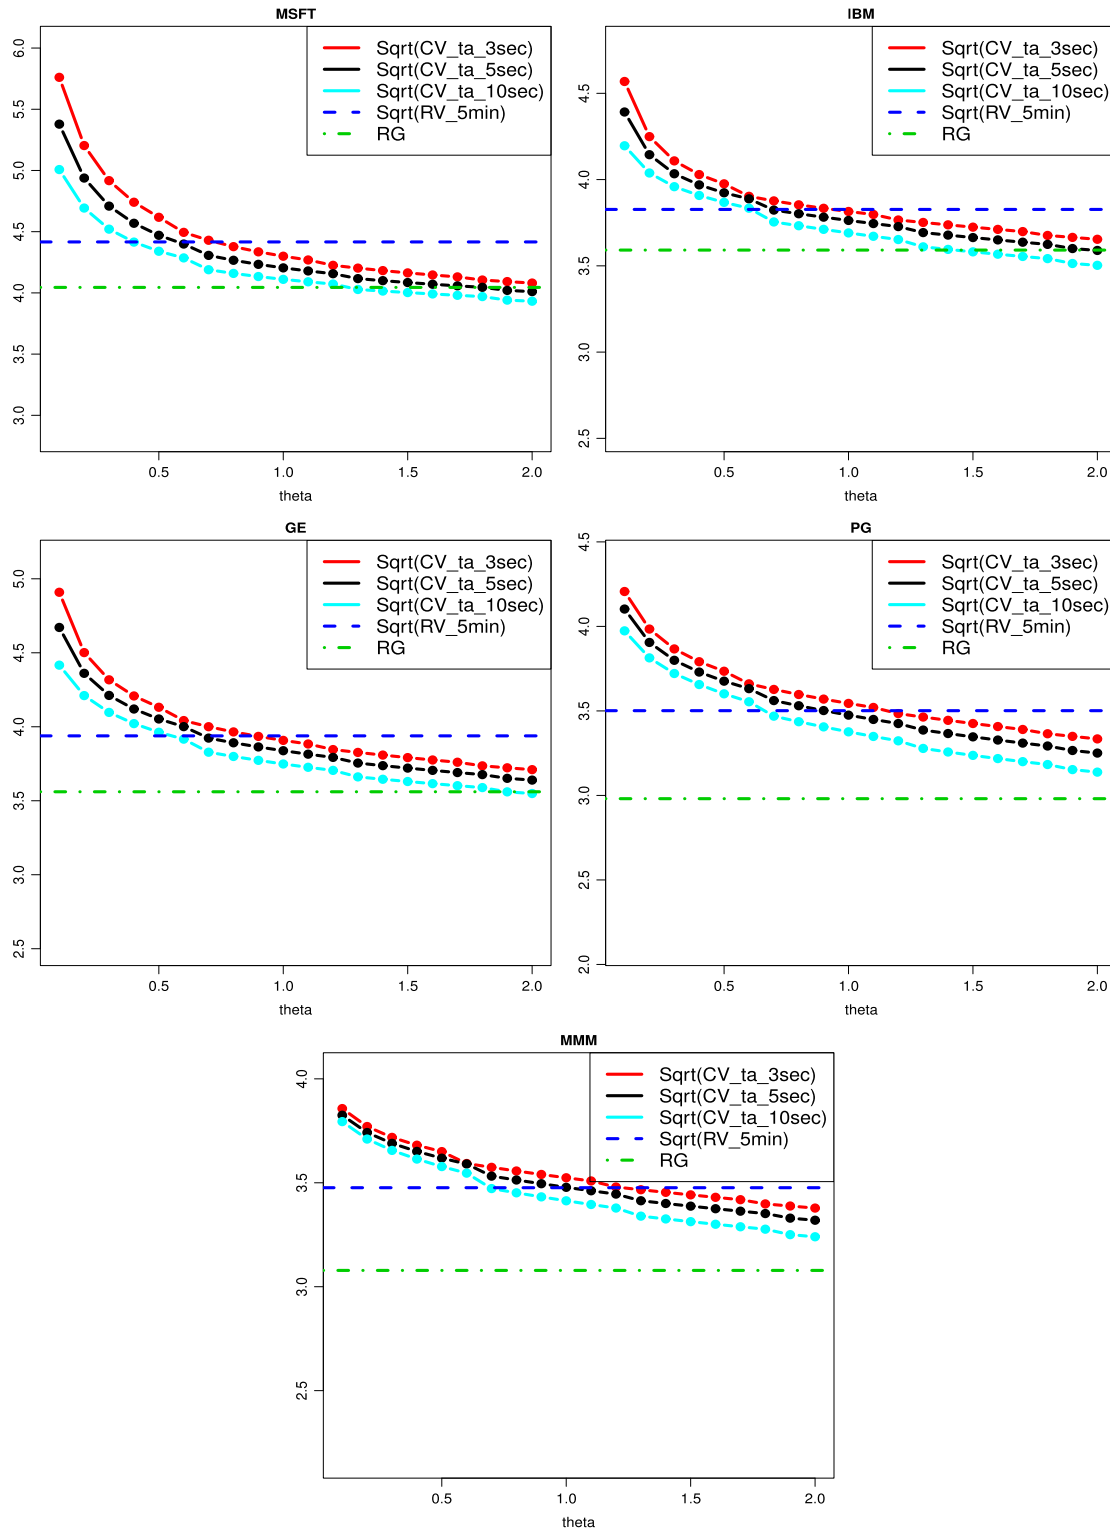 MSFT
6.0
5.5
5.0
4.5
4.0
3.5
3.0
Sqrt(CV_ta_3sec)
Sqrt(CV_ta_5sec)
Sqrt(CV_ta_10sec)
Sqrt(RV_5min)
RG
0.5 1.0 1.5 2.0
theta
IBM
4.5
4.0
3.5
3.0
2.5
Sqrt(CV_ta_3sec)
Sqrt(CV_ta_5sec)
Sqrt(CV_ta_10sec)
Sqrt(RV_5min)
RG
0.5 1.0 1.5 2.0
theta
GE
5.0
4.5
4.0
3.5
3.0
2.5
Sqrt(CV_ta_3sec)
Sqrt(CV_ta_5sec)
Sqrt(CV_ta_10sec)
Sqrt(RV_5min)
RG
0.5 1.0 1.5 2.0
theta
PG
4.5
4.0
3.5
3.0
2.5
2.0
Sqrt(CV_ta_3sec)
Sqrt(CV_ta_5sec)
Sqrt(CV_ta_10sec)
Sqrt(RV_5min)
RG
0.5 1.0 1.5 2.0
theta
MMM
4.0
3.5
3.0
2.5
Sqrt(CV_ta_3sec)
Sqrt(CV_ta_5sec)
Sqrt(CV_ta_10sec)
Sqrt(RV_5min)
RG
0.5 1.0 1.5 2.0
theta